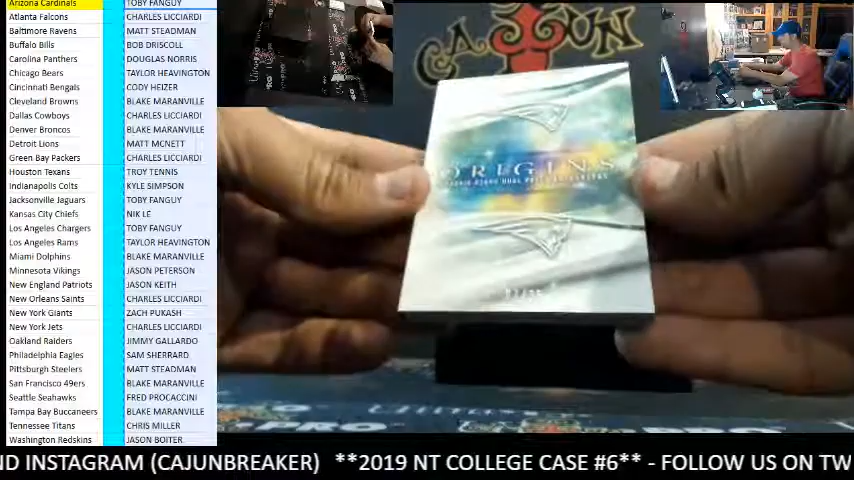 Arizona Cardinals TOBY FANGUY
Atlanta Falcons CHARLES LICCIARDI
Baltimore Ravens MATT STEADMAN
Buffalo Bills BOB DRISCOLL
Carolina Panthers DOUGLAS NORRIS
Chicago Bears TAYLOR HEAVINGTON
Cincinnati Bengals CODY HEIZER
Cleveland Browns BLAKE MARANVILLE
Dallas Cowboys CHARLES LICCIARDI
Denver Broncos BLAKE MARANVILLE
Detroit Lions MATT MCNETT
Green Bay Packers CHARLES LICCIARDI
Houston Texans TROY TENNIS
Indianapolis Colts KYLE SIMPSON
Jacksonville Jaguars TOBY FANGUY
Kansas City Chiefs NIK LE
Los Angeles Chargers TOBY FANGUY
Los Angeles Rams TAYLOR HEAVINGTON
Miami Dolphins BLAKE MARANVILLE
Minnesota Vikings JASON PETERSON
New England Patriots JASON KEITH
New Orleans Saints CHARLES LICCIARDI
New York Giants ZACH PUKASH
New York Jets CHARLES LICCIARDI
Oakland Raiders JIMMY GALLARDO
Philadelphia Eagles SAM SHERRARD
Pittsburgh Steelers MATT STEADMAN
San Francisco 49ers BLAKE MARANVILLE
Seattle Seahawks FRED PROCACCINI
Tampa Bay Buccaneers BLAKE MARANVILLE
Tennessee Titans CHRIS MILLER
Washington Redskins JASON BOITER
CAJUN
ORIGINS
PRO
ND INSTAGRAM (CAJUNBREAKER) **2019 NT COLLEGE CASE #6** - FOLLOW US ON TW